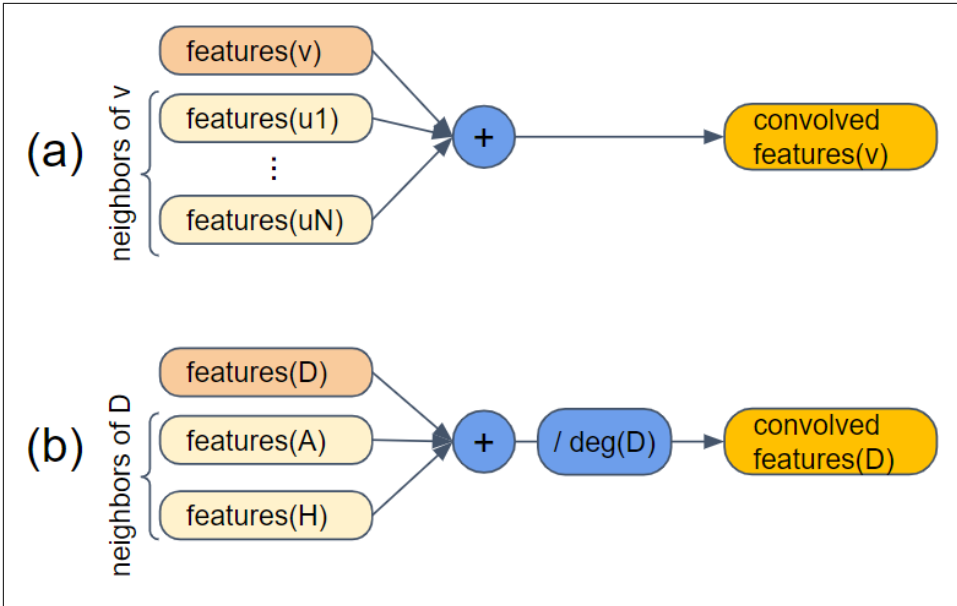 (a)
neighbors of v
features(v)
features(u1)
⋮
features(uN)
+
convolved
features(v)
(b)
neighbors of D
features(D)
features(A)
features(H)
+
/ deg(D)
convolved
features(D)